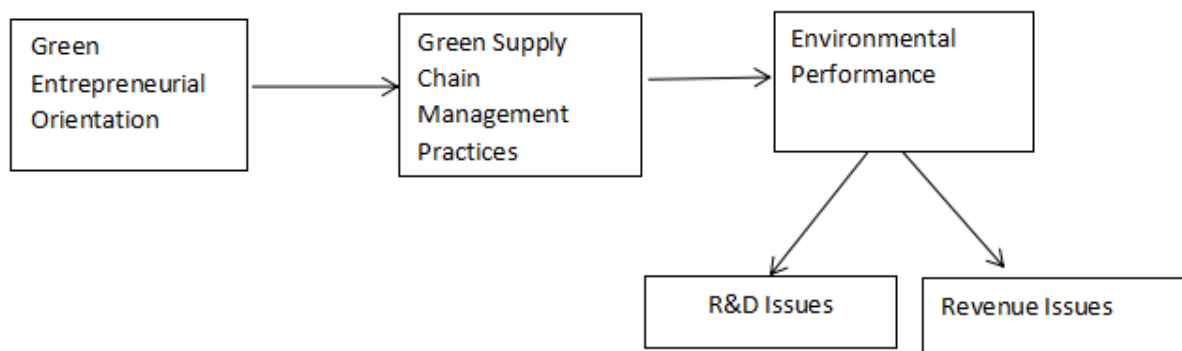 Green
Entrepreneurial
Orientation
Green Supply
Chain
Management
Practices
Environmental
Performance
R&D Issues
Revenue Issues